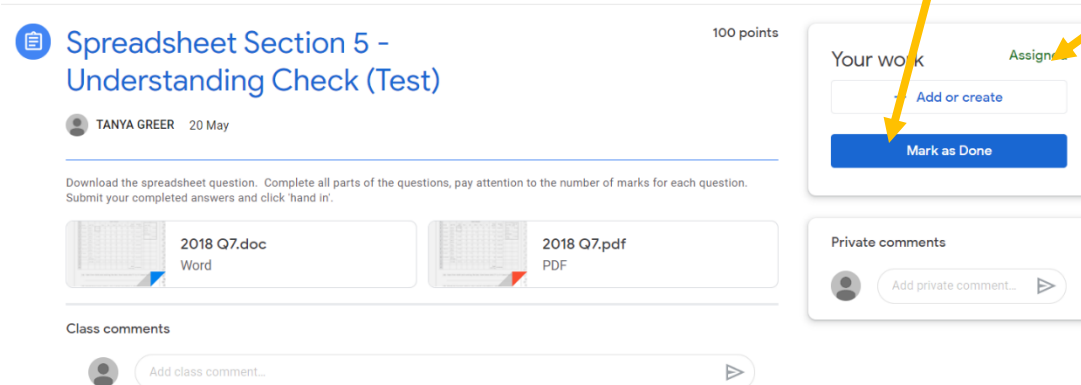 Spreadsheet Section 5 -
Understanding Check (Test)
100 points
TANYA GREER 20 May
Download the spreadsheet question. Complete all parts of the questions, pay attention to the number of marks for each question.
Submit your completed answers and click 'hand in'.
2018 Q7.doc
Word
2018 Q7.pdf
PDF
Class comments
Add class comment...
Your work
Assigned
+ Add or create
Mark as Done
Private comments
Add private comment...